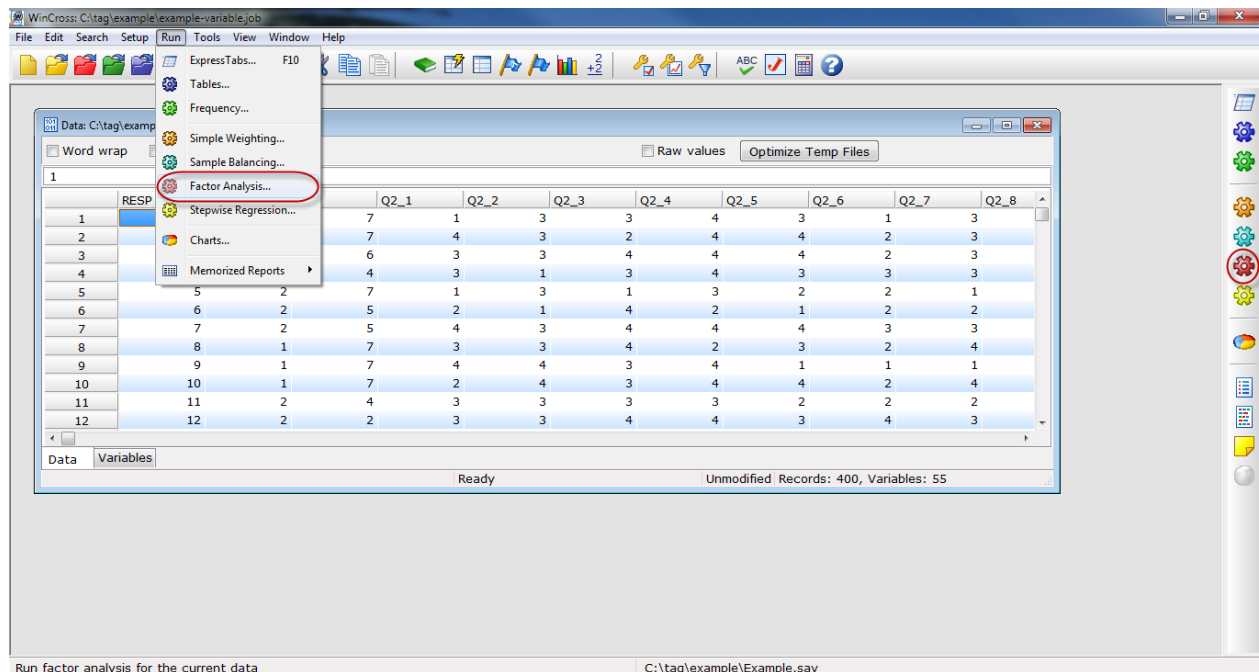 WinCross: C:\tag\example\example-variable.job
File Edit Search Setup Run Tools View Window Help
ExpressTabs... F10
Tables...
Frequency...
Simple Weighting...
Sample Balancing...
Factor Analysis...
Stepwise Regression...
Charts...
Memorized Reports
+2 2
ABC
101 011 Data: C:\tag\examp
Word wrap Raw values Optimize Temp Files
1
RESP Q2_1 Q2_2 Q2_3 Q2_4 Q2_5 Q2_6 Q2_7 Q2_8
1 7 1 3 3 4 3 1 3
2 7 4 3 2 4 4 2 3
3 6 3 3 4 4 4 2 3
4 4 3 1 3 4 3 3 3
5 5 2 7 1 3 1 3 2 2 1
6 6 2 5 2 1 4 2 1 2 2
7 7 2 5 4 3 4 4 4 3 3
8 8 1 7 3 3 4 2 3 2 4
9 9 1 7 4 4 3 4 1 1 1
10 10 1 7 2 4 3 4 4 2 4
11 11 2 4 3 3 3 3 2 2 2
12 12 2 2 3 3 4 4 3 4 3
Data Variables
Ready Unmodified Records: 400, Variables: 55
Run factor analysis for the current data C:\tag\example\Example.sav